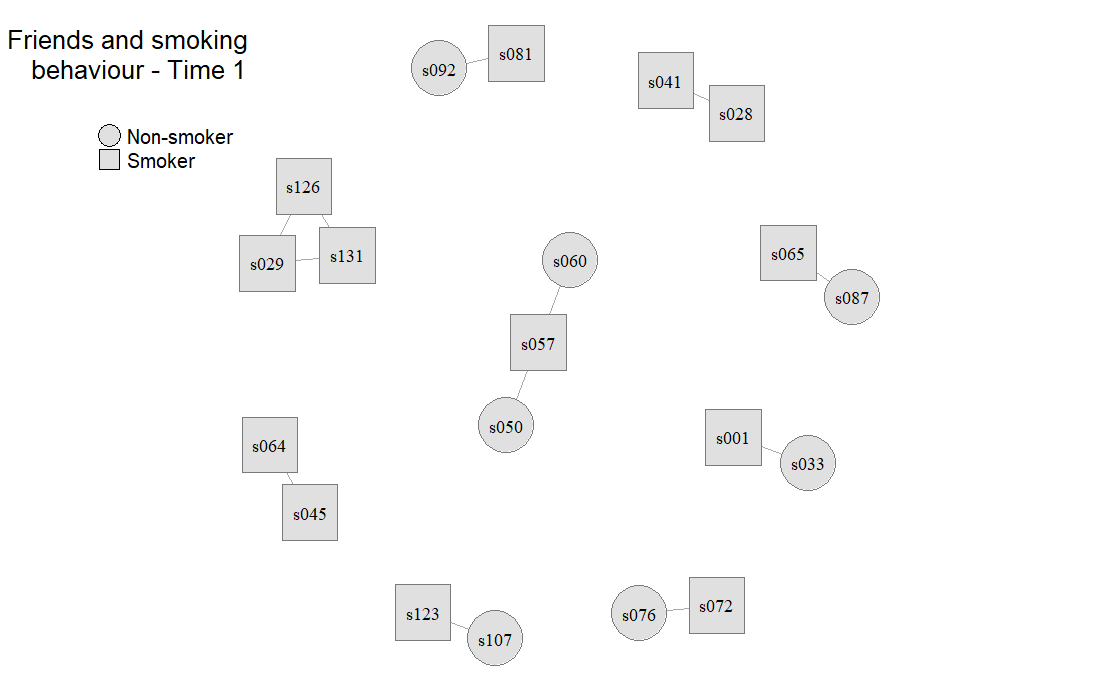 Friends and smoking
behaviour - Time 1
Non-smoker
Smoker
s092
s081
s041
s028
s126
s029
s131
s060
s057
s050
s065
s087
s064
s045
s001
s033
s123
s107
s076
s072